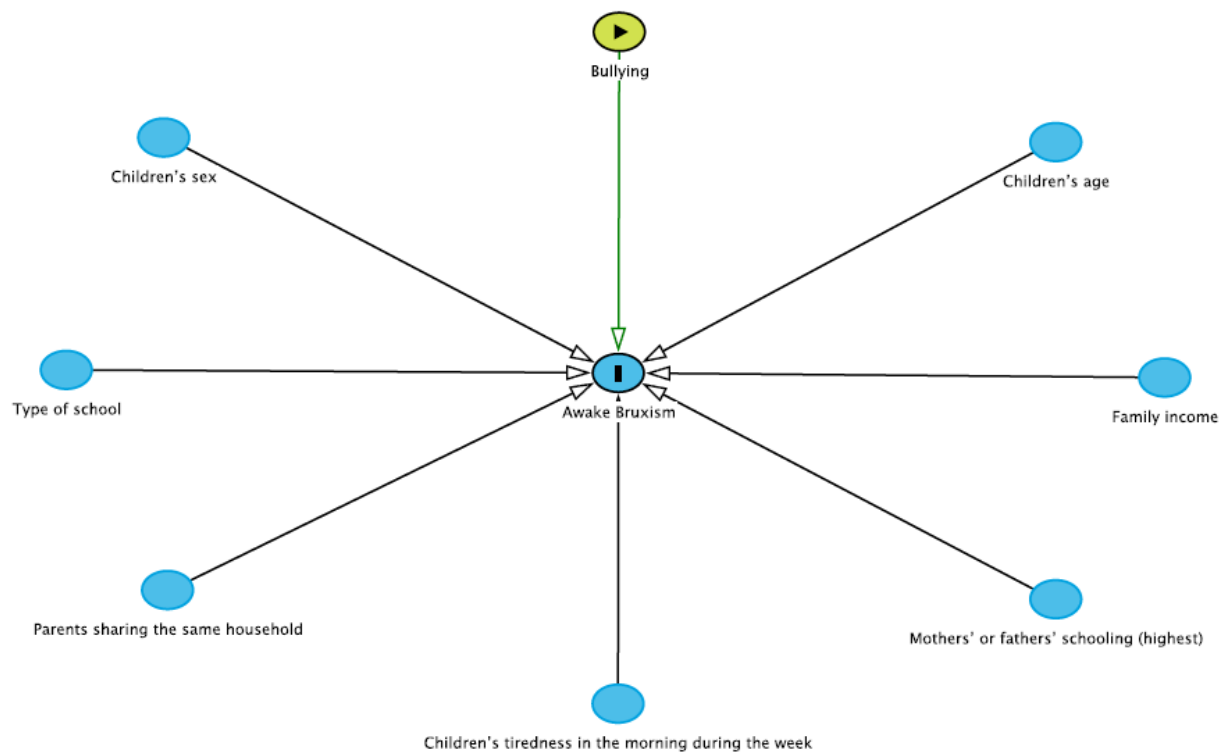 Bullying
Children's sex
Children's age
Type of school
Awake Bruxism
Family income
Parents sharing the same household
Mothers' or fathers' schooling (highest)
Children's tiredness in the morning during the week